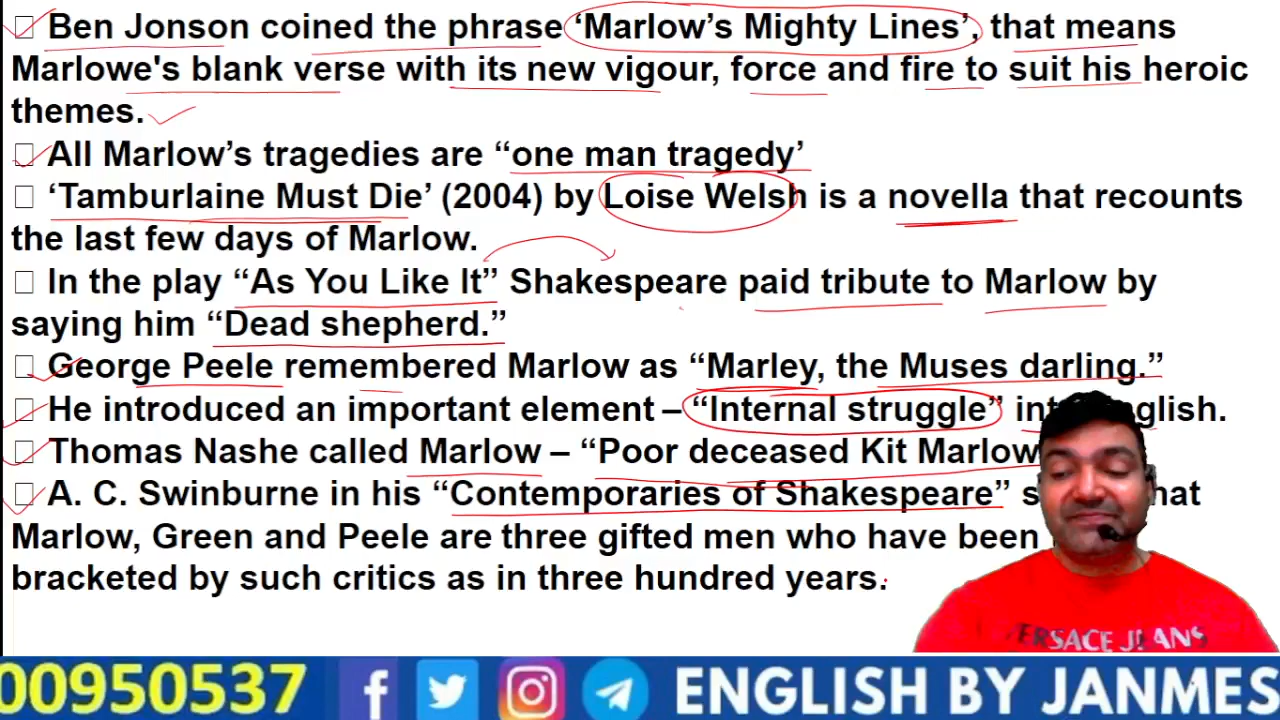 Ben Jonson coined the phrase ‘Marlow’s Mighty Lines’, that means
Marlowe's blank verse with its new vigour, force and fire to suit his heroic
themes.
All Marlow’s tragedies are “one man tragedy’
‘Tamburlaine Must Die’ (2004) by Loise Welsh is a novella that recounts
the last few days of Marlow.
In the play “As You Like It” Shakespeare paid tribute to Marlow by
saying him “Dead shepherd.”
George Peele remembered Marlow as “Marley, the Muses darling.”
He introduced an important element – “Internal struggle” English.
Thomas Nashe called Marlow – “Poor deceased Kit Marlow
A. C. Swinburne in his “Contemporaries of Shakespeare”
Marlow, Green and Peele are three gifted men who have been
bracketed by such critics as in three hundred years.
VERSACE JEANS
00950537 ENGLISH BY JANMES